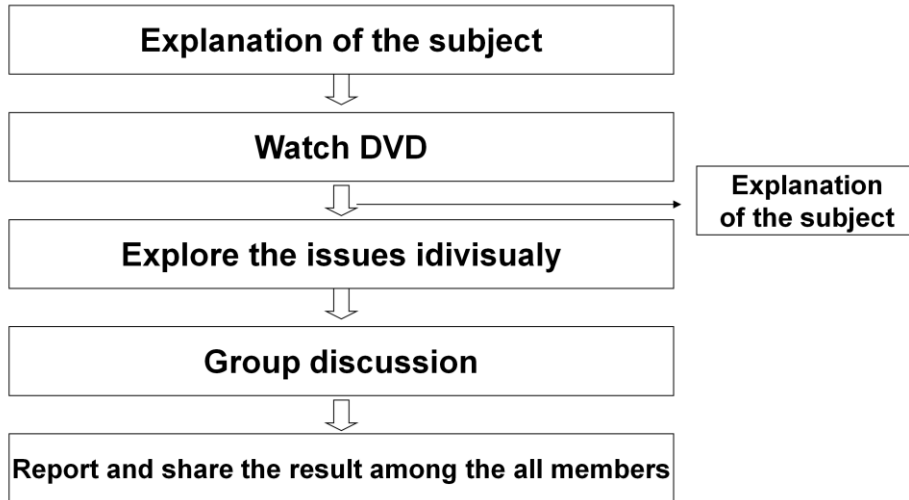 Explanation of the subject
Watch DVD
Explanation
of the subject
Explore the issues idivisualy
Group discussion
Report and share the result among the all members